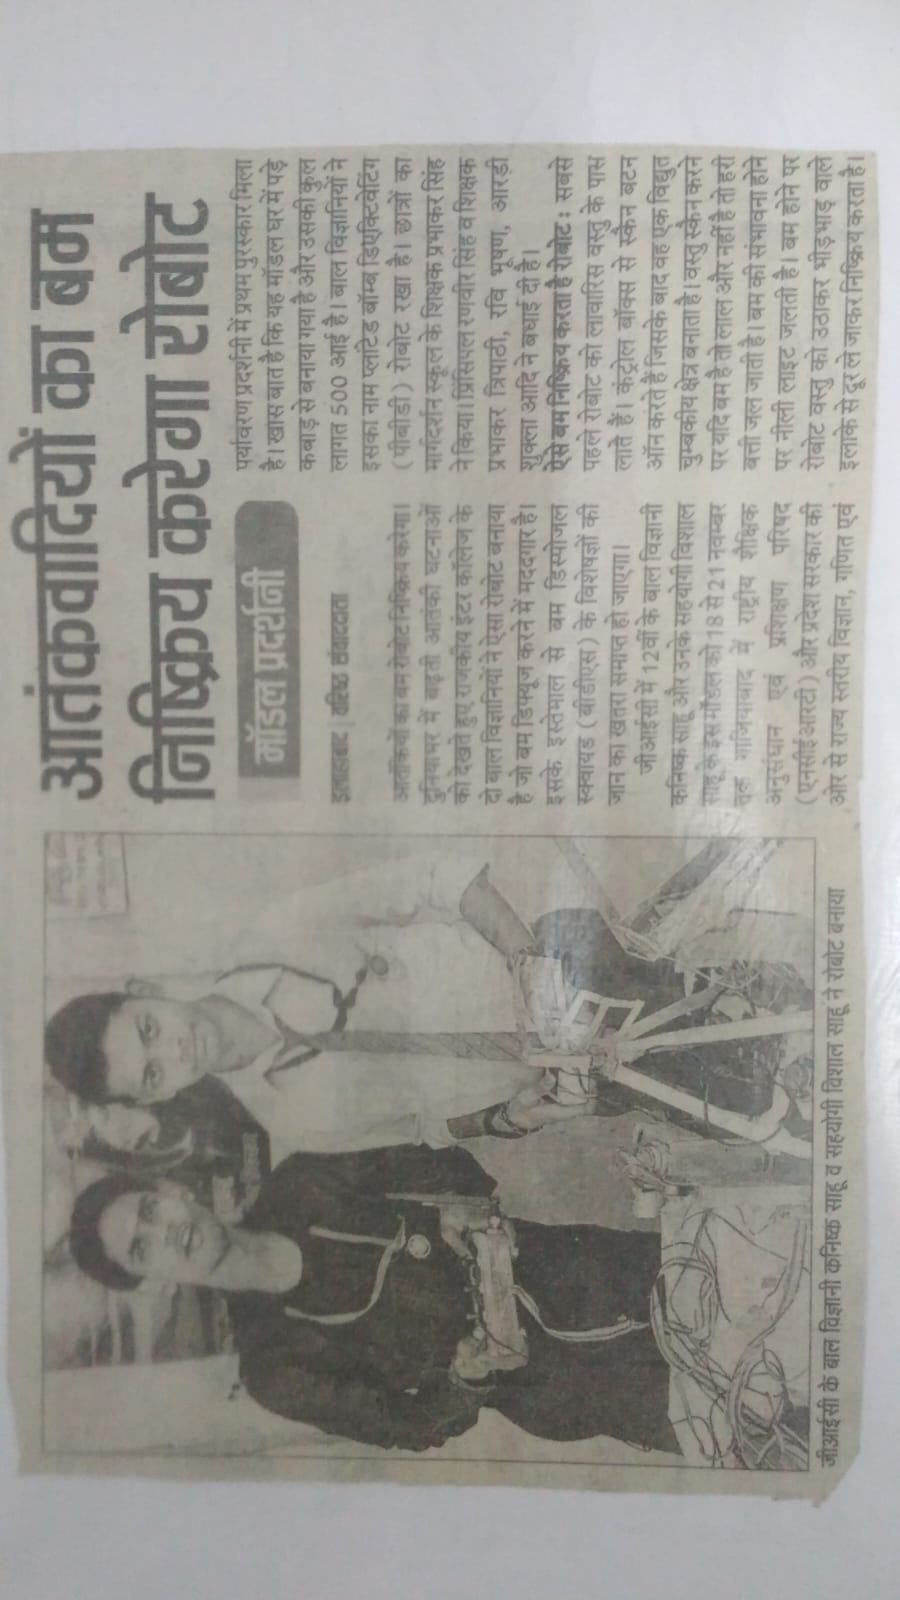 आतंकवादियों का बम
निष्क्रिय करेगा रोबोट
मॉडल प्रदर्शनी
इलाहाबाद | वरिष्ठ संवाददाता
आतंकियों का बम रोबोट निष्क्रिय करेगा।
दुनियाभर में बढ़ती आतंकी घटनाओं
को देखते हुए राजकीय इंटर कॉलेज के
दो बाल विज्ञानियों ने ऐसा रोबोट बनाया
है जो बम डिफ्यूज करने में मददगार है।
इसके इस्तेमाल से बम डिस्पोजल
स्क्वायड (बीडीएस) के विशेषज्ञों की
जान का खतरा समाप्त हो जाएगा।
जीआईसी में 12वीं के बाल विज्ञानी
कनिष्क साहू और उनके सहयोगी विशाल
साहू के इस मॉडल को 18 से 21 नवम्बर
तक गाजियाबाद में राष्ट्रीय शैक्षिक
अनुसंधान एवं प्रशिक्षण परिषद
(एनसीईआरटी) और प्रदेश सरकार की
ओर से राज्य स्तरीय विज्ञान, गणित एवं
पर्यावरण प्रदर्शनी में प्रथम पुरस्कार मिला
है। खास बात है कि यह मॉडल घर में पड़े
कबाड़ से बनाया गया है और उसकी कुल
लागत 500 आई है। बाल विज्ञानियों ने
इसका नाम प्लांटिड बॉम्ब डिएक्टिवेटिंग
(पीबीडी) रोबोट रखा है। छात्रों का
मार्गदर्शन स्कूल के शिक्षक प्रभाकर सिंह
ने किया। प्रिंसिपल रणवीर सिंह व शिक्षक
प्रभाकर त्रिपाठी, रवि भूषण, आरडी
शुक्ला आदि ने बधाई दी है।
ऐसे बम निष्क्रिय करता है रोबोट : सबसे
पहले रोबोट को लावारिस वस्तु के पास
लाते हैं। कंट्रोल बॉक्स से स्कैन बटन
ऑन करते हैं जिसके बाद वह एक विद्युत
चुम्बकीय क्षेत्र बनाता है। वस्तु स्कैन करने
पर यदि बम है तो लाल और नहीं है तो हरी
बत्ती जल जाती है। बम की संभावना होने
पर नीली लाइट जलती है। बम होने पर
रोबोट वस्तु को उठाकर भीड़भाड़ वाले
इलाके से दूर ले जाकर निष्क्रिय करता है।
जीआईसी के बाल विज्ञानी कनिष्क साहू व सहयोगी विशाल साहू ने रोबोट बनाया